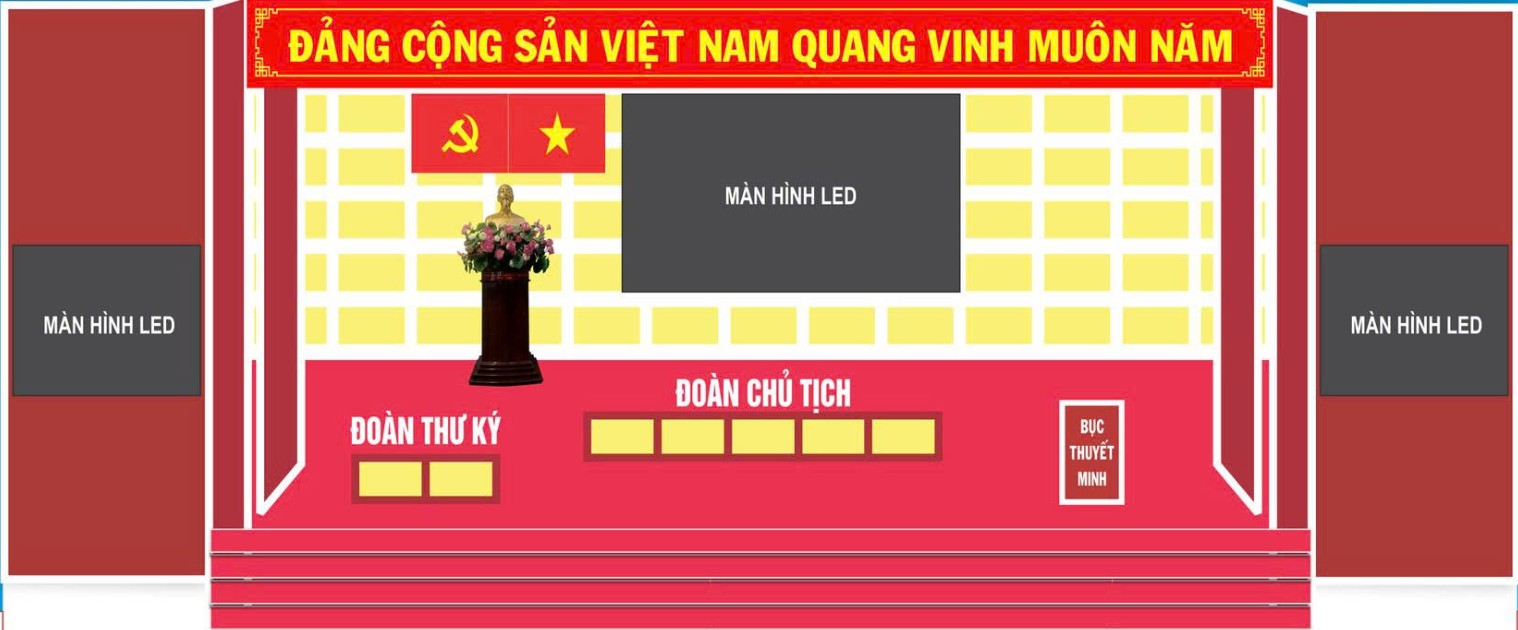 ĐẢNG CỘNG SẢN VIỆT NAM QUANG VINH MUÔN NĂM
MÀN HÌNH LED
MÀN HÌNH LED
MÀN HÌNH LED
ĐOÀN CHỦ TỊCH
ĐOÀN THƯ KÝ
BỤC
THUYẾT
MINH